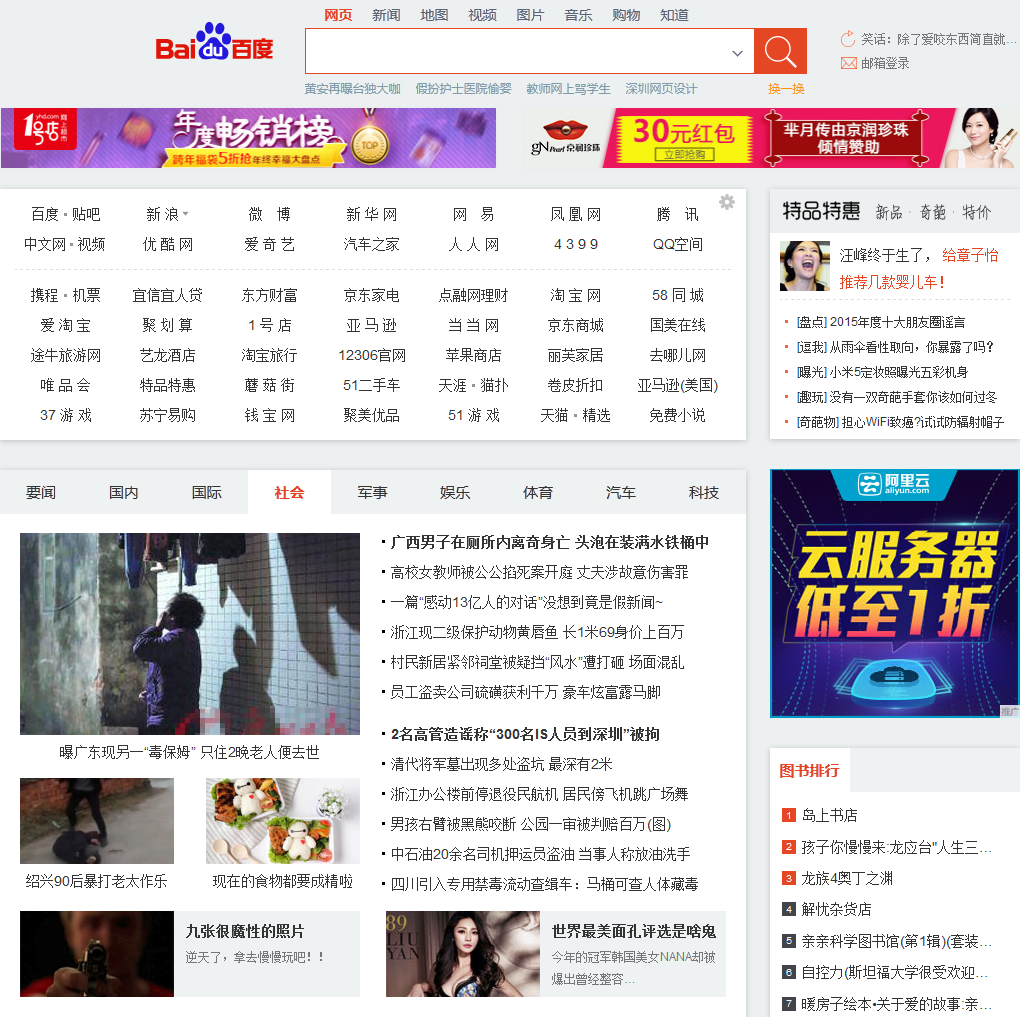 网页 新闻 地图 视频 图片 音乐 购物 知道
Bai du 百度
笑话：除了爱咬东西简直就...
邮箱登录
黄安再曝台独大咖 假扮护士医院偷婴 教师网上骂学生 深圳网页设计 换一换
1号店 yhd.com 网上超市
年度畅销榜
跨年福袋5折抢 年终幸福大盘点
TOP
gN Pearl 京润珍珠
30元红包
立即抢购
芈月传由京润珍珠
倾情赞助
百度·贴吧 新浪 微 博 新华网 网 易 凤凰网 腾 讯
中文网·视频 优酷网 爱奇艺 汽车之家 人人网 4399 QQ空间
携程·机票 宜信宜人贷 东方财富 京东家电 点融网理财 淘宝网 58同城
爱淘宝 聚划算 1号店 亚马逊 当当网 京东商城 国美在线
途牛旅游网 艺龙酒店 淘宝旅行 12306官网 苹果商店 丽芙家居 去哪儿网
唯品会 特品特惠 蘑菇街 51二手车 天涯·猫扑 卷皮折扣 亚马逊(美国)
37游戏 苏宁易购 钱宝网 聚美优品 51游戏 天猫·精选 免费小说
特品特惠 新品·奇葩·特价
汪峰终于生了，给章子怡
推荐几款婴儿车！
[盘点] 2015年度十大朋友圈谣言
[逗我] 从雨伞看性取向，你暴露了吗？
[曝光] 小米5定妆照曝光五彩机身
[趣玩] 没有一双奇葩手套你该如何过冬
[奇葩物] 担心WiFi致癌?试试防辐射帽子
要闻 国内 国际 社会 军事 娱乐 体育 汽车 科技
曝广东现另一“毒保姆” 只住2晚老人便去世
绍兴90后暴打老太作乐
现在的食物都要成精啦
九张很魔性的照片
逆天了，拿去慢慢玩吧！！
广西男子在厕所内离奇身亡 头泡在装满水铁桶中
高校女教师被公公掐死案开庭 丈夫涉故意伤害罪
一篇“感动13亿人的对话”没想到竟是假新闻~
浙江现二级保护动物黄唇鱼 长1米69身价上百万
村民新居紧邻祠堂被疑挡“风水”遭打砸 场面混乱
员工盗卖公司硫磺获利千万 豪车炫富露马脚
2名高管造谣称“300名IS人员到深圳”被拘
清代将军墓出现多处盗坑 最深有2米
浙江办公楼前停退役民航机 居民傍飞机跳广场舞
男孩右臂被黑熊咬断 公园一审被判赔百万(图)
中石油20余名司机押运员盗油 当事人称放油洗手
四川引入专用禁毒流动查缉车：马桶可查人体藏毒
89
LIU
YAN
世界最美面孔评选是啥鬼
今年的冠军韩国美女NANA却被
爆出曾经整容...
阿里云
aliyun.com
云服务器
低至1折
推广
图书排行
1 岛上书店
2 孩子你慢慢来:龙应台"人生三...
3 龙族4奥丁之渊
4 解忧杂货店
5 亲亲科学图书馆(第1辑)(套装...
6 自控力(斯坦福大学很受欢迎...
7 暖房子绘本•关于爱的故事:亲...